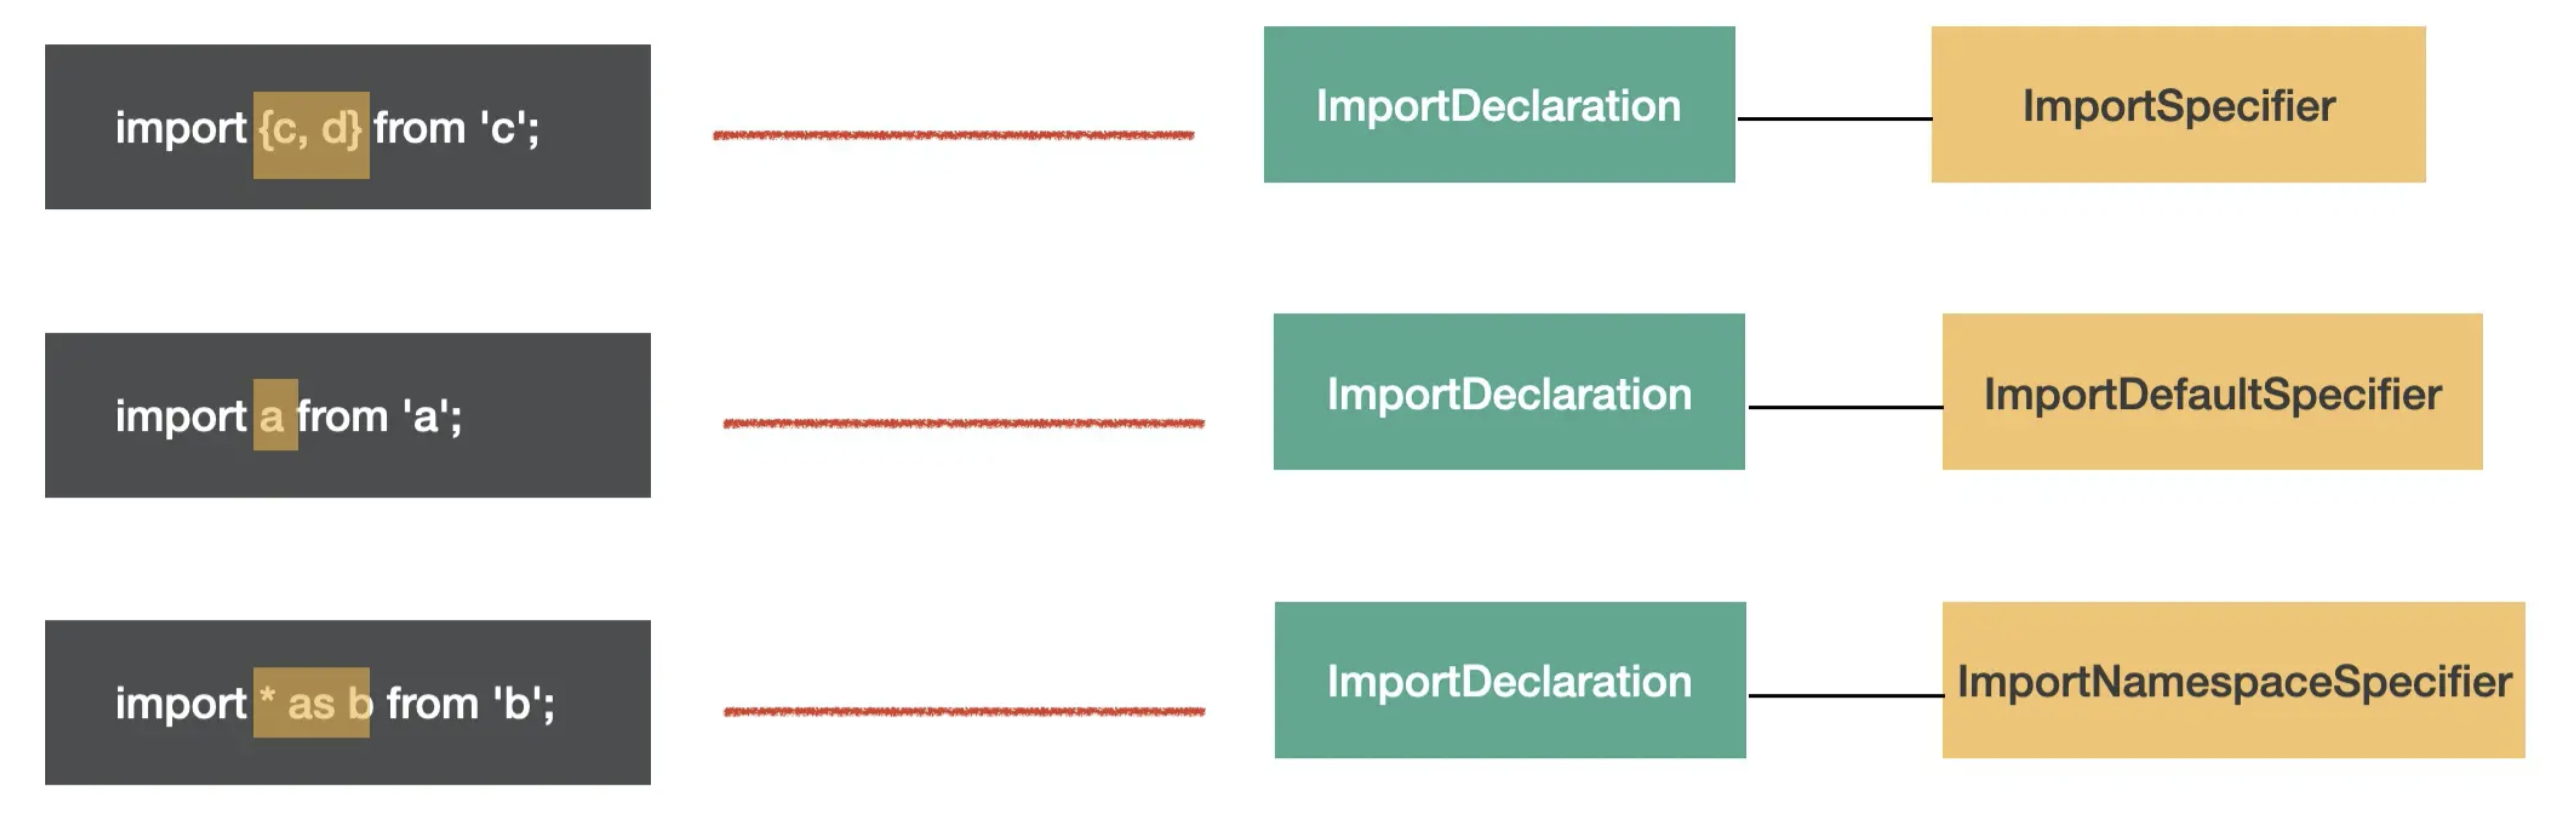 import {c, d} from 'c';
ImportDeclaration
ImportSpecifier
import a from 'a';
ImportDeclaration
ImportDefaultSpecifier
import * as b from 'b';
ImportDeclaration
ImportNamespaceSpecifier